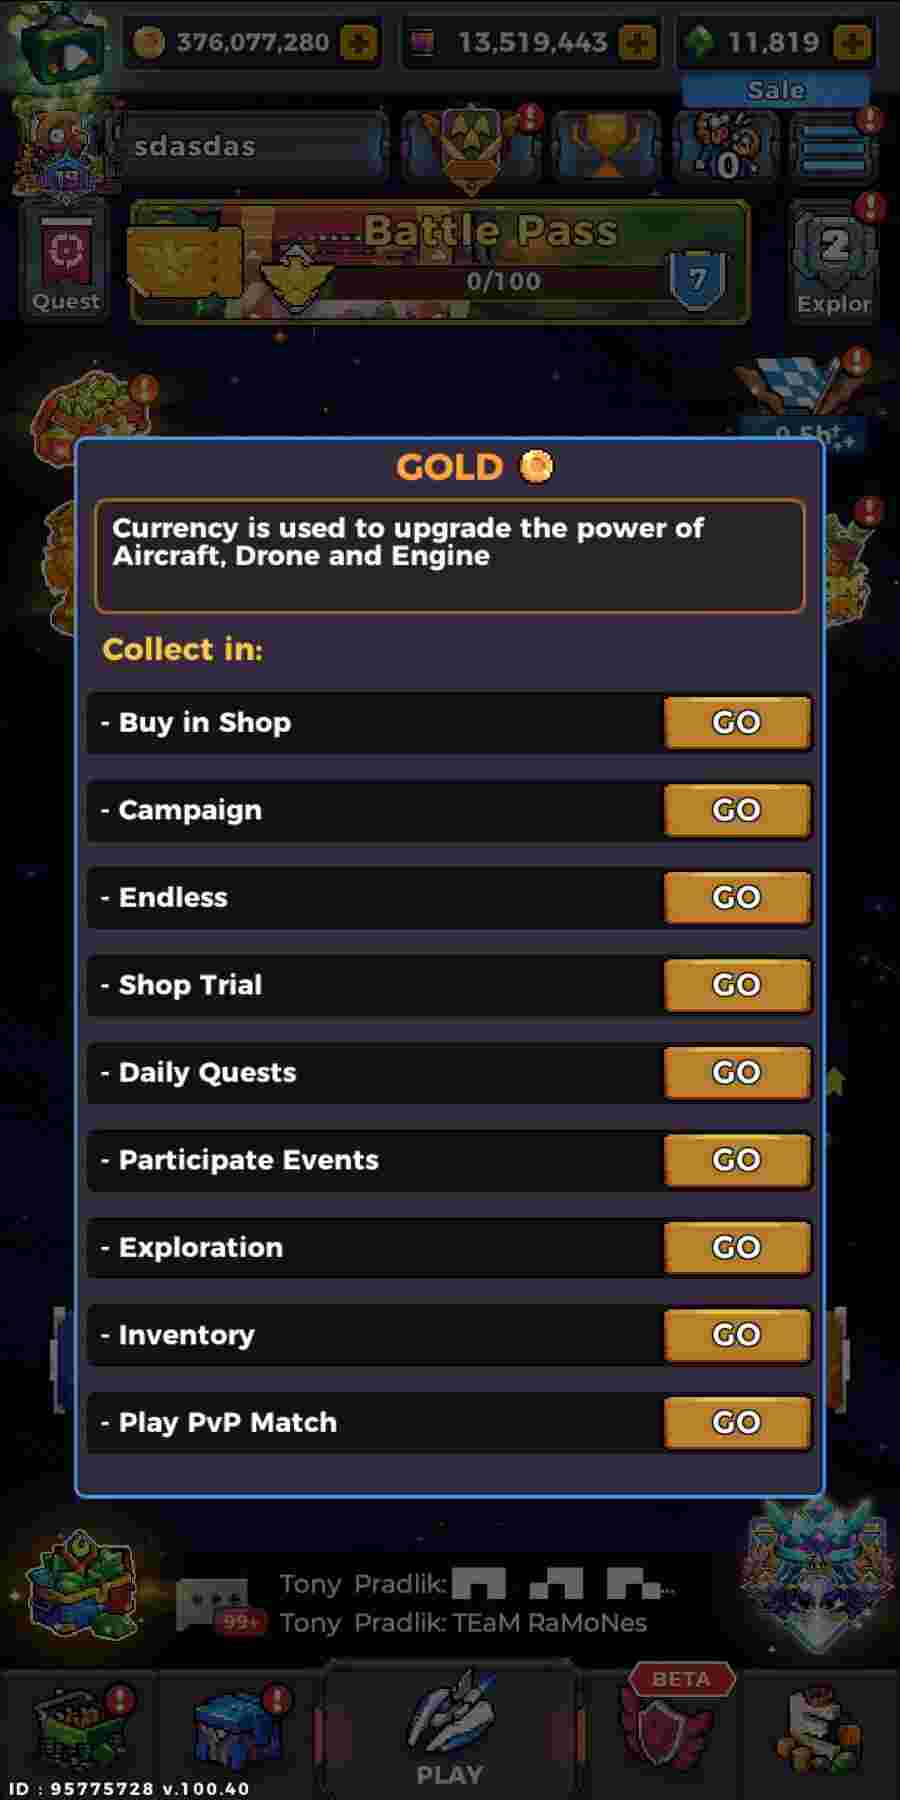 376,077,280
13,519,443
11,819
Sale
19
sdasdas
0
Battle Pass
0/100
7
Quest
2
Explor
GOLD
Currency is used to upgrade the power of
Aircraft, Drone and Engine
Collect in:
- Buy in Shop GO
- Campaign GO
- Endless GO
- Shop Trial GO
- Daily Quests GO
- Participate Events GO
- Exploration GO
- Inventory GO
- Play PvP Match GO
Tony Pradlik:
99+
Tony Pradlik: TEaM RaMoNes
BETA
PLAY
ID : 95775728 v.100.40